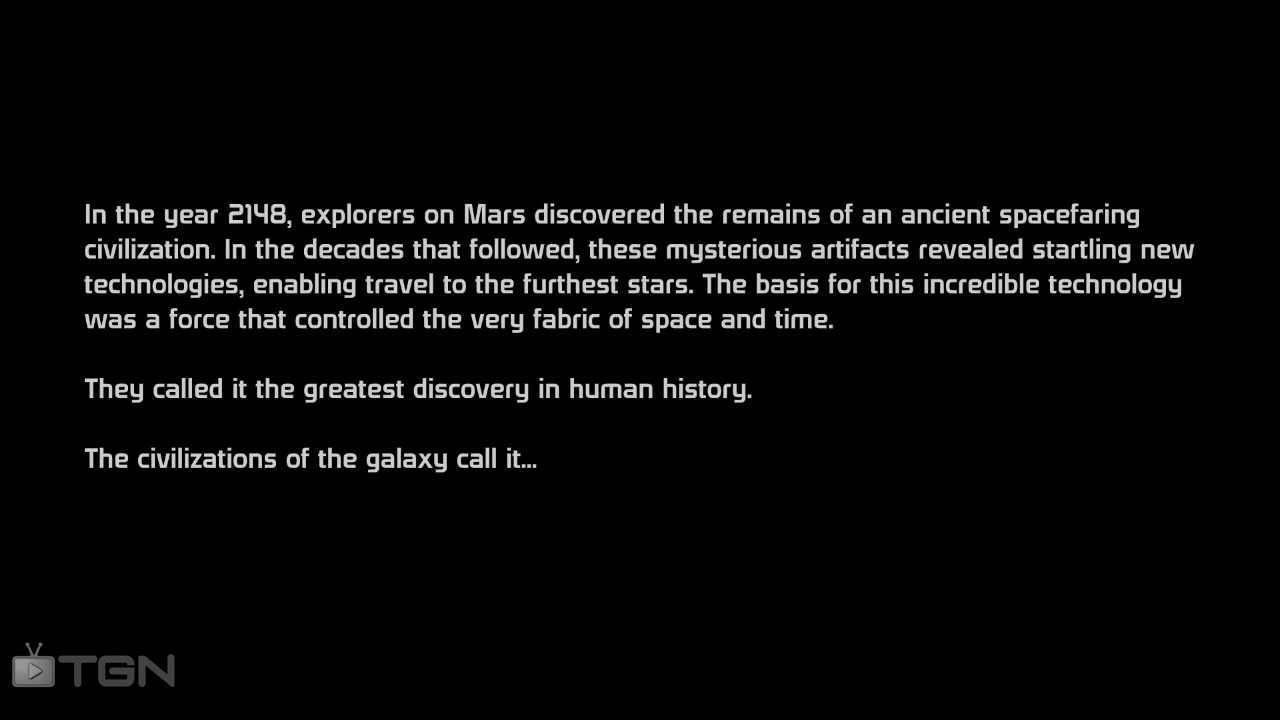 In the year 2148, explorers on Mars discovered the remains of an ancient spacefaring
civilization. In the decades that followed, these mysterious artifacts revealed startling new
technologies, enabling travel to the furthest stars. The basis for this incredible technology
was a force that controlled the very fabric of space and time.
They called it the greatest discovery in human history.
The civilizations of the galaxy call it...
TGN